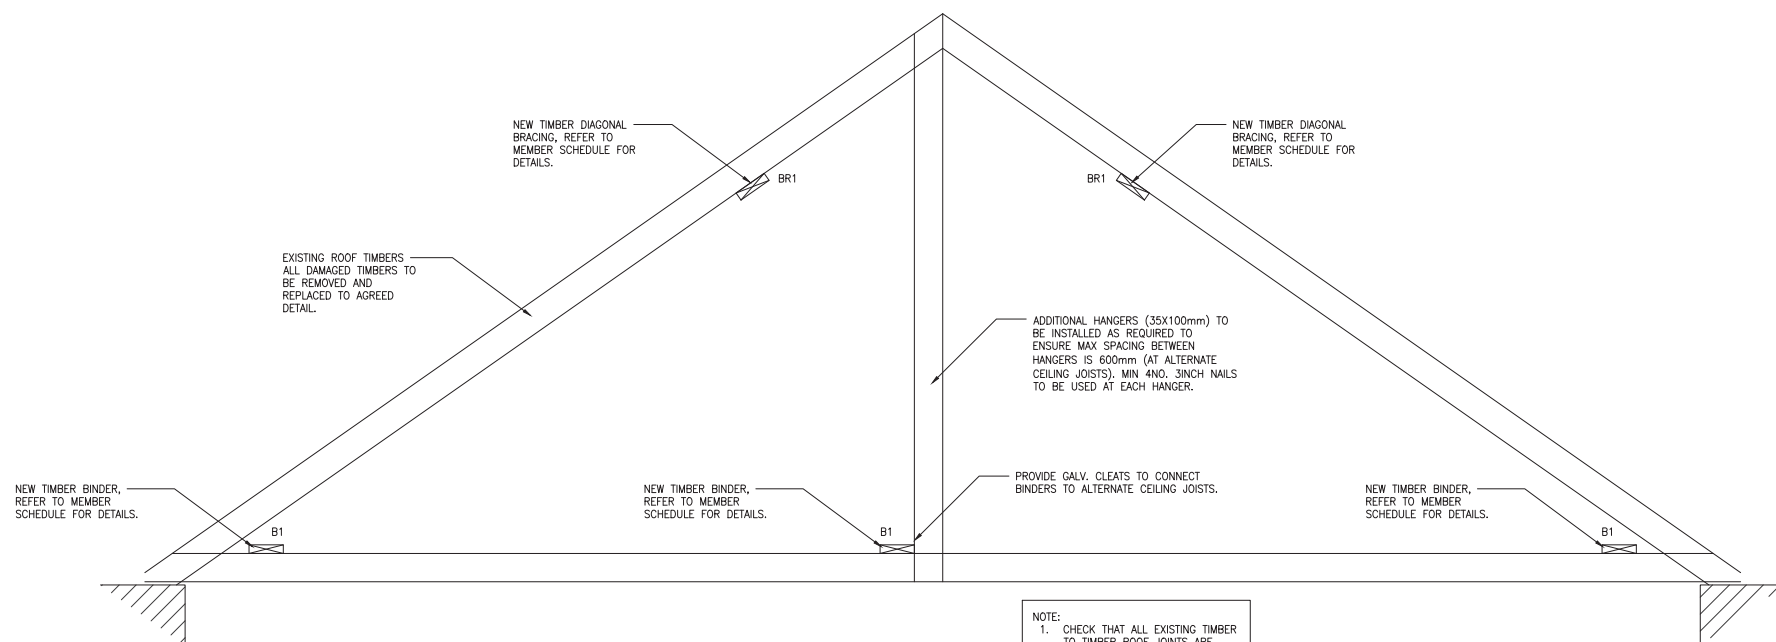 NEW TIMBER DIAGONAL
BRACING, REFER TO
MEMBER SCHEDULE FOR
DETAILS.
BR1
BR1
NEW TIMBER DIAGONAL
BRACING, REFER TO
MEMBER SCHEDULE FOR
DETAILS.
EXISTING ROOF TIMBERS
ALL DAMAGED TIMBERS TO
BE REMOVED AND
REPLACED TO AGREED
DETAIL.
ADDITIONAL HANGERS (35X100mm) TO
BE INSTALLED AS REQUIRED TO
ENSURE MAX SPACING BETWEEN
HANGERS IS 600mm (AT ALTERNATE
CEILING JOISTS). MIN 4NO. 3INCH NAILS
TO BE USED AT EACH HANGER.
NEW TIMBER BINDER,
REFER TO MEMBER
SCHEDULE FOR DETAILS.
B1
NEW TIMBER BINDER,
REFER TO MEMBER
SCHEDULE FOR DETAILS.
B1
PROVIDE GALV. CLEATS TO CONNECT
BINDERS TO ALTERNATE CEILING JOISTS.
NEW TIMBER BINDER,
REFER TO MEMBER
SCHEDULE FOR DETAILS.
B1
NOTE:
1. CHECK THAT ALL EXISTING TIMBER
TO TIMBER ROOF JOINTS ARE